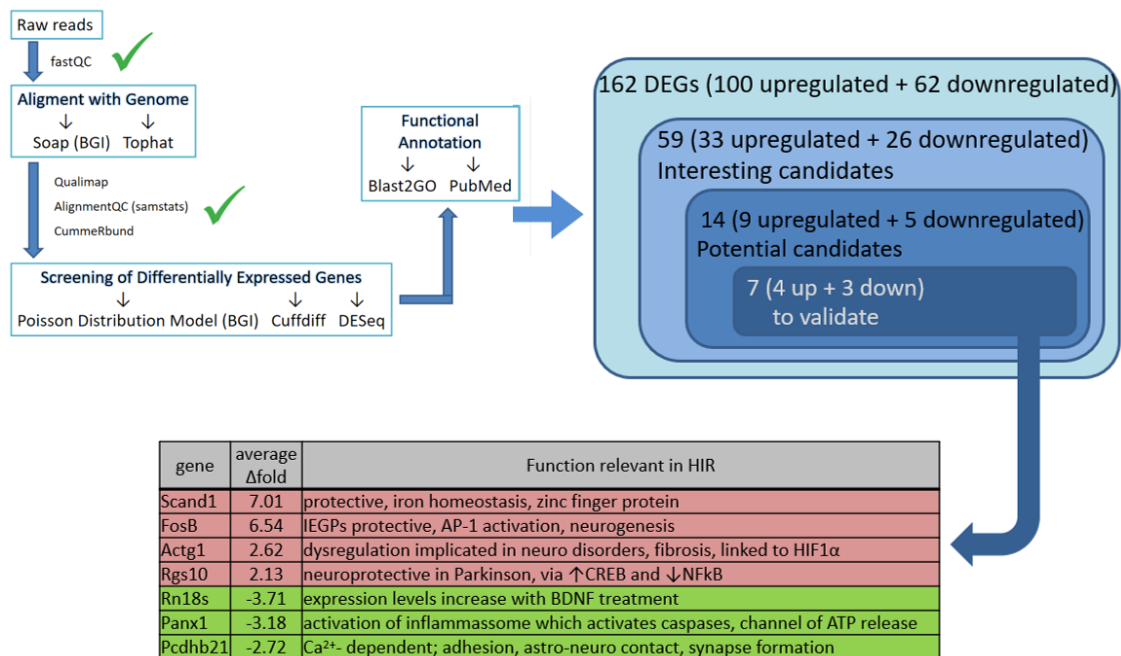 Raw reads
fastQC
Aligment with Genome
↓ ↓
Soap (BGI) Tophat
Qualimap
AlignmentQC (samstats)
CummeRbund
Screening of Differentially Expressed Genes
↓ ↓ ↓
Poisson Distribution Model (BGI) Cuffdiff DESeq
Functional
Annotation
↓ ↓
Blast2GO PubMed
162 DEGs (100 upregulated + 62 downregulated)
59 (33 upregulated + 26 downregulated)
Interesting candidates
14 (9 upregulated + 5 downregulated)
Potential candidates
7 (4 up + 3 down)
to validate
gene average Δfold Function relevant in HIR
Scand1 7.01 protective, iron homeostasis, zinc finger protein
FosB 6.54 IEGPs protective, AP-1 activation, neurogenesis
Actg1 2.62 dysregulation implicated in neuro disorders, fibrosis, linked to HIF1α
Rgs10 2.13 neuroprotective in Parkinson, via ↑CREB and ↓NFkB
Rn18s -3.71 expression levels increase with BDNF treatment
Panx1 -3.18 activation of inflammassome which activates caspases, channel of ATP release
Pcdhb21 -2.72 Ca²⁺- dependent; adhesion, astro-neuro contact, synapse formation